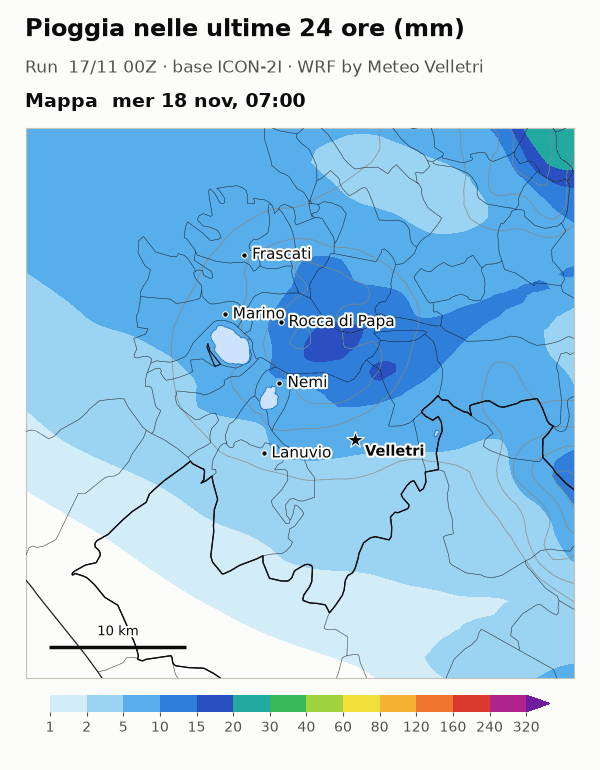 Pioggia nelle ultime 24 ore (mm)
Run 17/11 00Z · base ICON-2I · WRF by Meteo Velletri
Mappa mer 18 nov, 07:00
Frascati
Marino
Rocca di Papa
Nemi
Velletri
Lanuvio
10 km
1 2 5 10 15 20 30 40 60 80 120 160 240 320